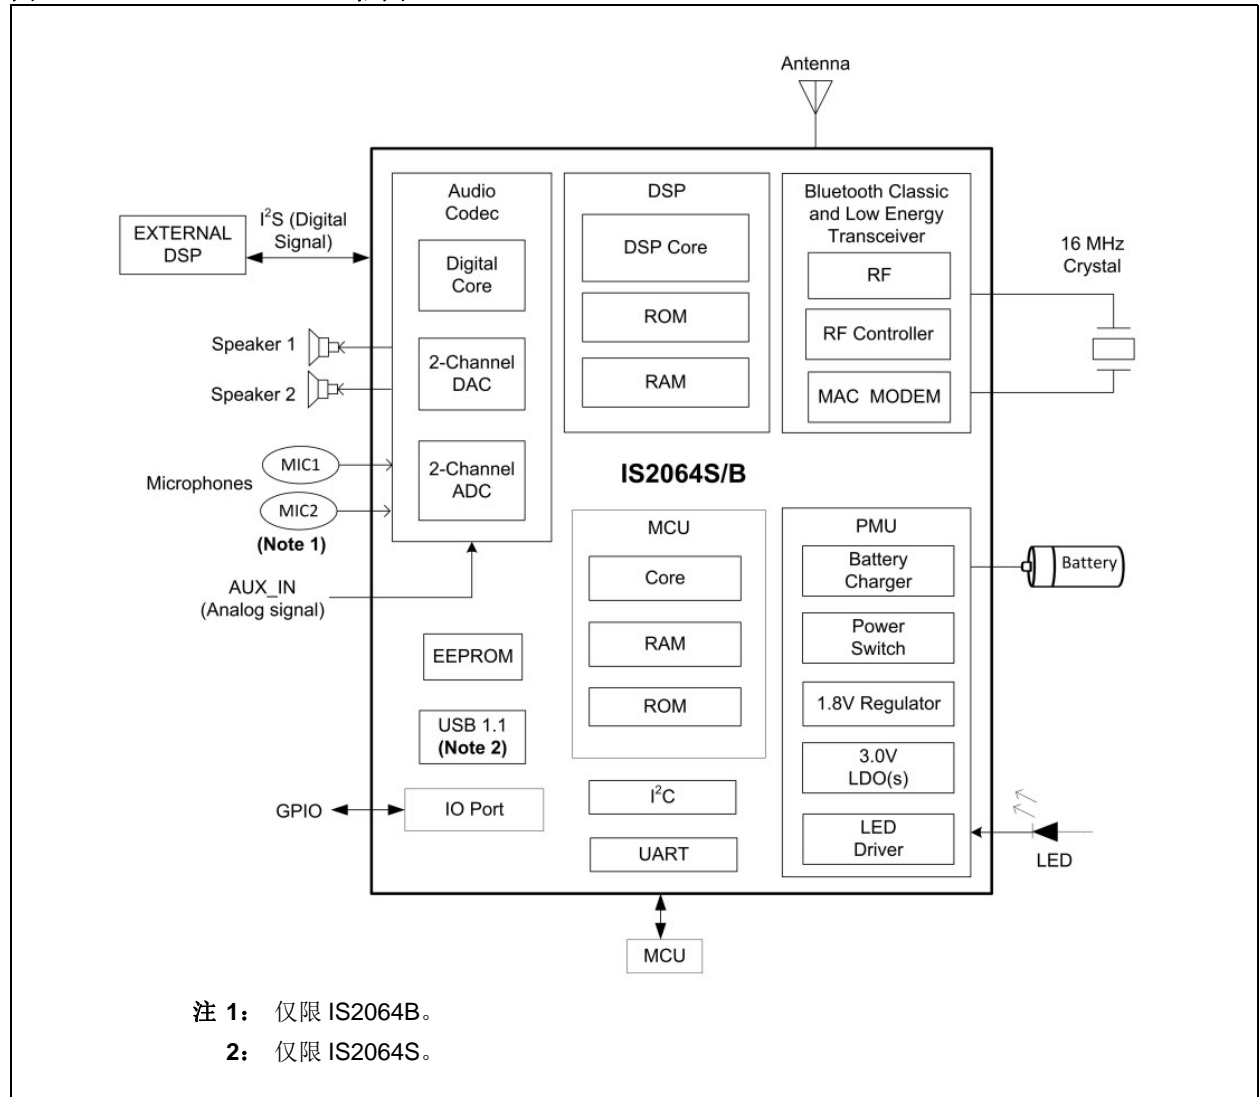 Antenna
Audio
Codec
DSP
Bluetooth Classic
and Low Energy
Transceiver
EXTERNAL
DSP
I²S (Digital
Signal)
16 MHz
Crystal
Digital
Core
DSP Core
RF
ROM
RF Controller
Speaker 1
Speaker 2
2-Channel
DAC
RAM
MAC MODEM
Microphones
MIC1
MIC2
(Note 1)
2-Channel
ADC
IS2064S/B
AUX_IN
(Analog signal)
MCU
Core
RAM
ROM
PMU
Battery
Charger
Battery
Power
Switch
1.8V Regulator
3.0V
LDO(s)
LED
Driver
LED
EEPROM
USB 1.1
(Note 2)
GPIO
IO Port
I²C
UART
MCU
注 1： 仅限 IS2064B。
2： 仅限 IS2064S。